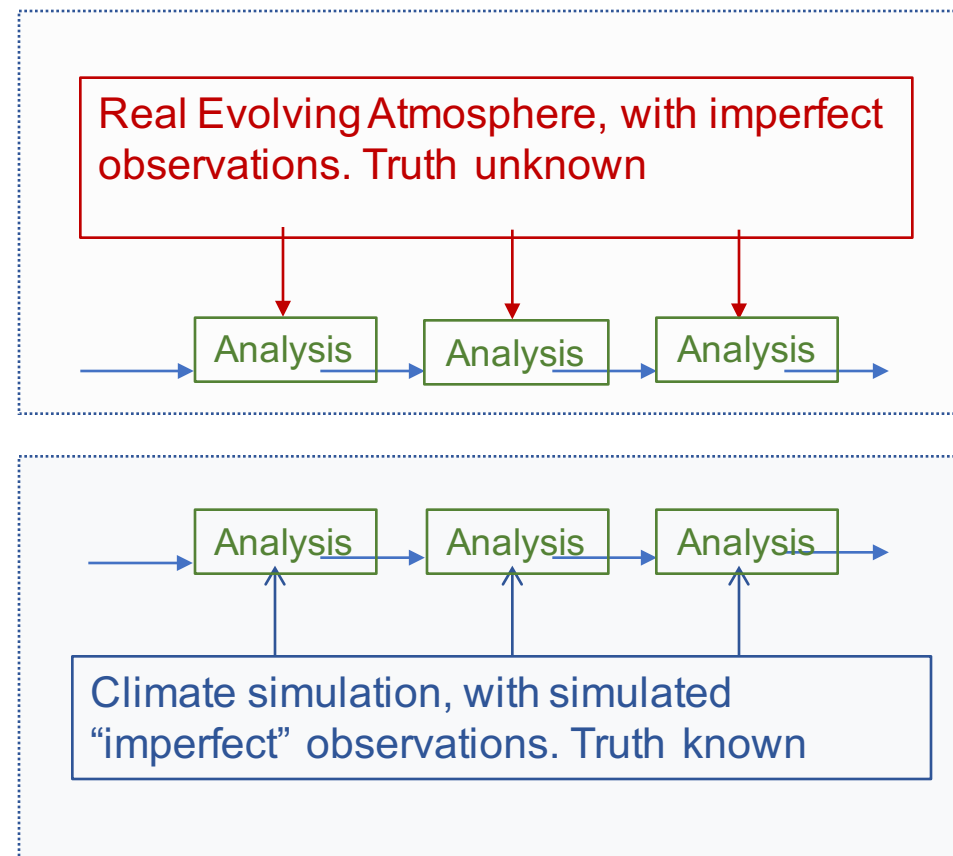 Real Evolving Atmosphere, with imperfect
observations. Truth unknown
Analysis
Analysis
Analysis
Analysis
Analysis
Analysis
Climate simulation, with simulated
“imperfect” observations. Truth known